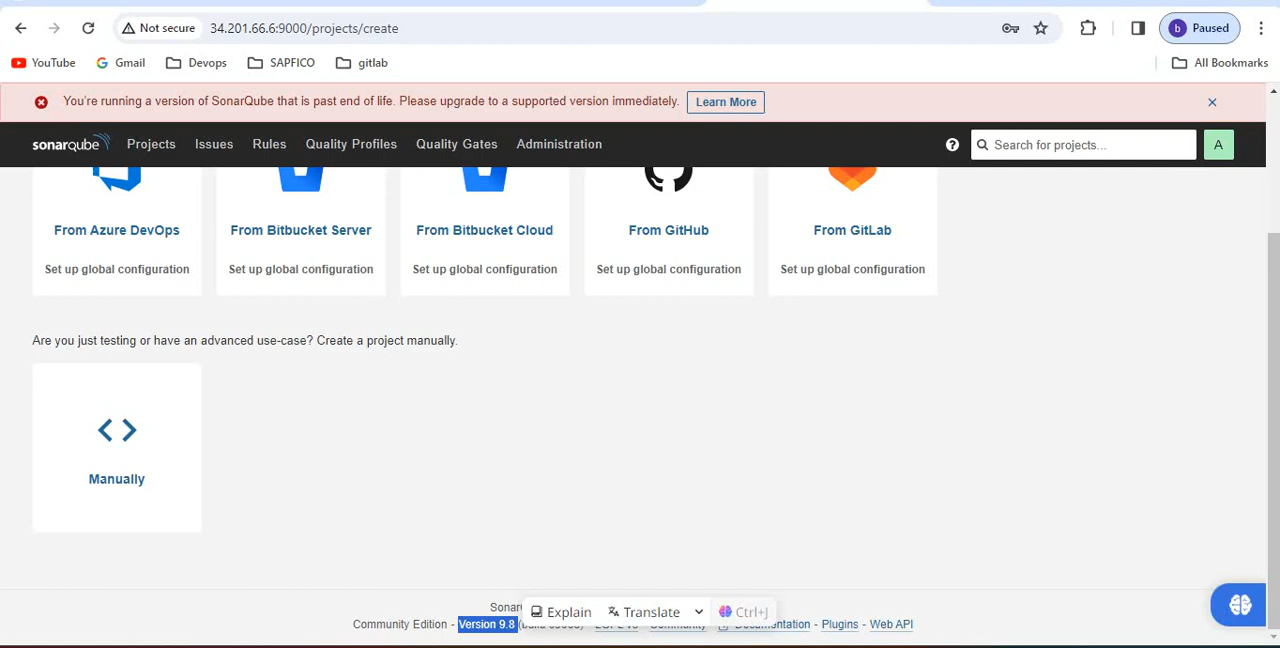 Not secure 34.201.66.6:9000/projects/create b Paused
YouTube Gmail Devops SAPFICO gitlab All Bookmarks
You're running a version of SonarQube that is past end of life. Please upgrade to a supported version immediately. Learn More
sonarqube Projects Issues Rules Quality Profiles Quality Gates Administration ? Search for projects... A
From Azure DevOps From Bitbucket Server From Bitbucket Cloud From GitHub From GitLab
Set up global configuration Set up global configuration Set up global configuration Set up global configuration Set up global configuration
Are you just testing or have an advanced use-case? Create a project manually.
Manually
Explain Translate Ctrl+J
Community Edition - Version 9.8 Community Documentation - Plugins - Web API